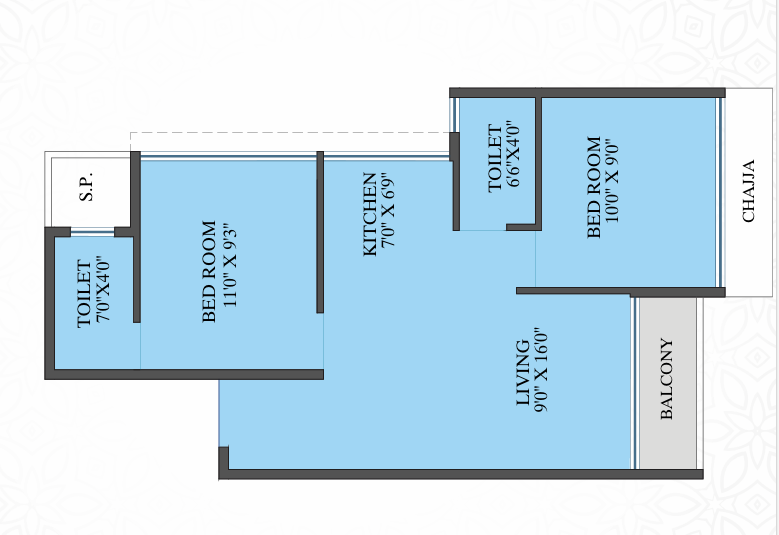 S.P.
TOILET
7'0"X4'0"
BED ROOM
11'0" X 9'3"
KITCHEN
7'0" X 6'9"
TOILET
6'6"X4'0"
BED ROOM
10'0" X 9'0"
CHAJJA
LIVING
9'0" X 16'0"
BALCONY